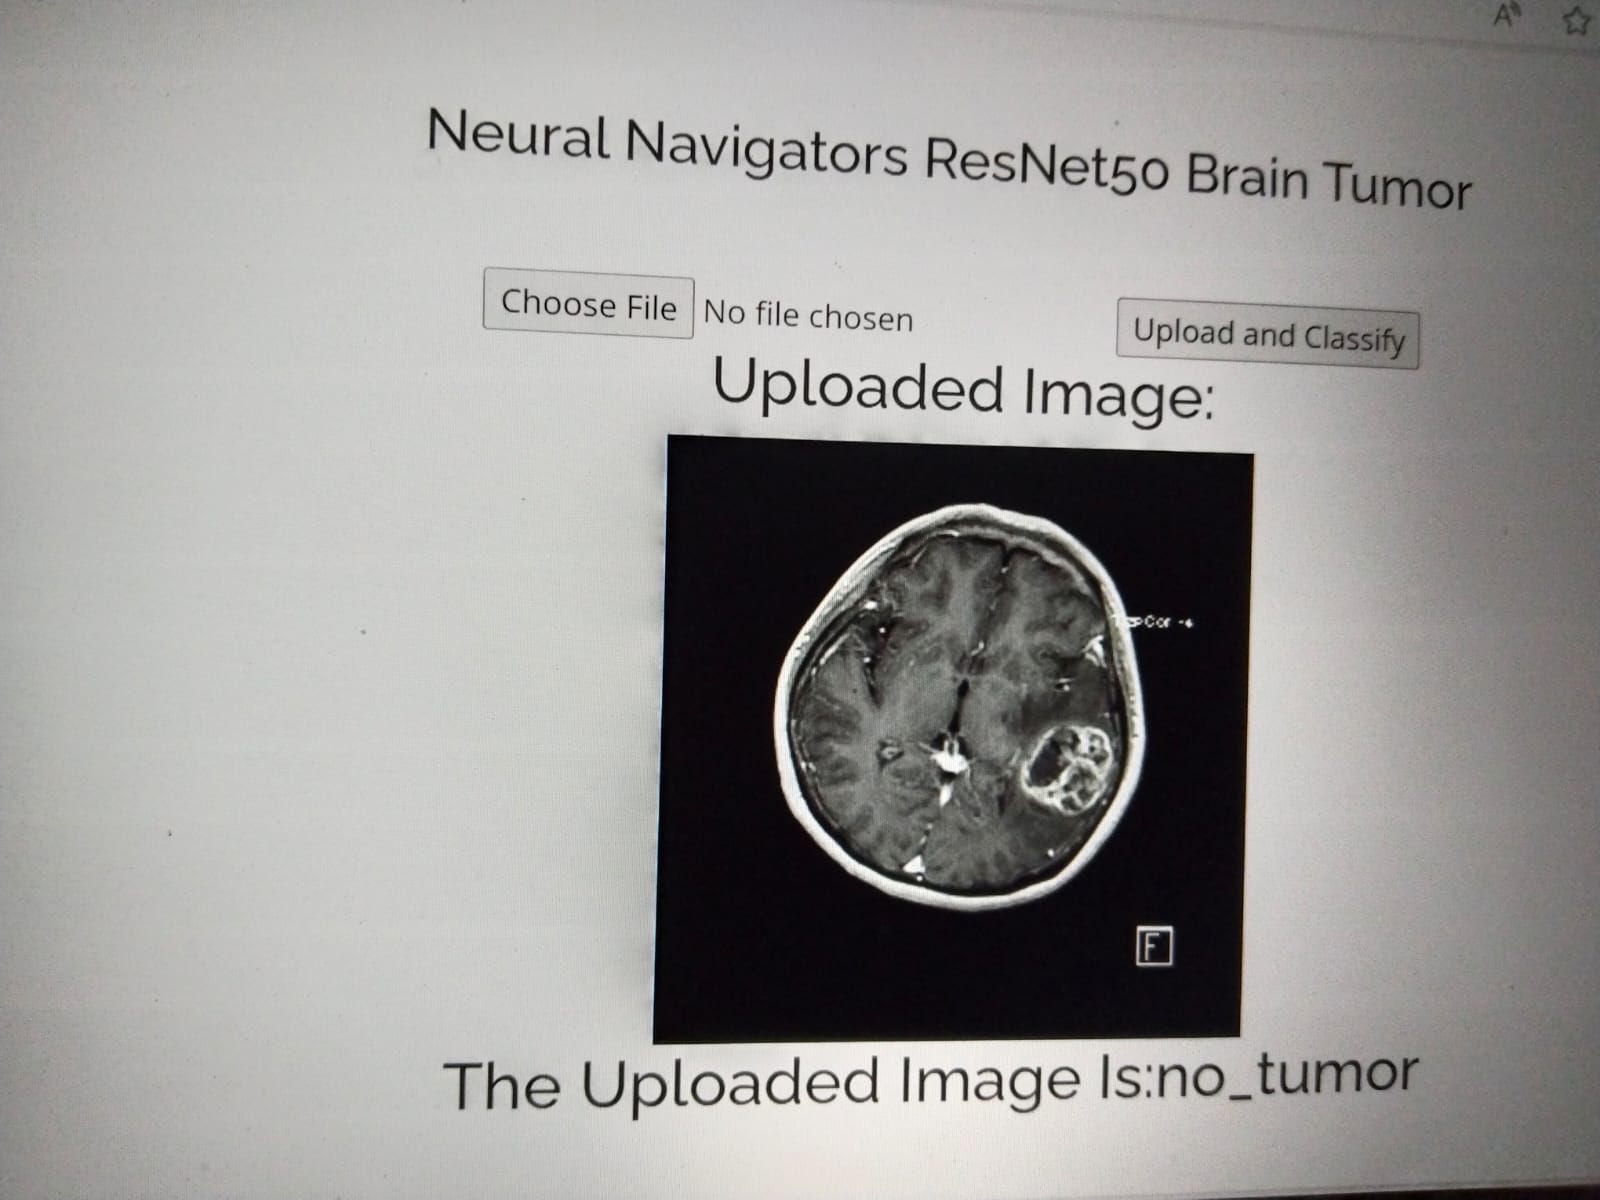 A
Neural Navigators ResNet50 Brain Tumor
Choose File No file chosen
Upload and Classify
Uploaded Image:
Cor
F
The Uploaded Image Is:no_tumor